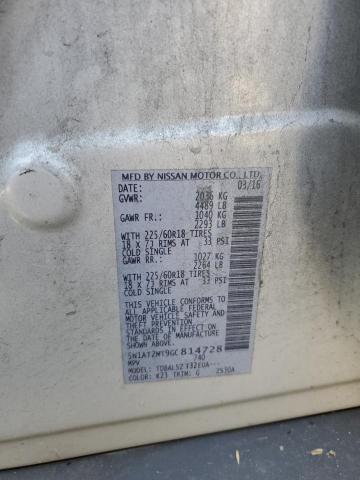 MFD BY NISSAN MOTOR CO., LTD.
DATE: 03/16
GVWR: 2036 KG
4489 LB
GAWR FR: 1040 KG
2293 LB
WITH 225/60R18 TIRES
18 X 7J RIMS AT 33 PSI
COLD SINGLE
GAWR RR: 1027 KG
2264 LB
WITH 225/60R18 TIRES
18 X 7J RIMS AT 33 PSI
COLD SINGLE
THIS VEHICLE CONFORMS TO
ALL APPLICABLE FEDERAL
MOTOR VEHICLE SAFETY AND
THEFT PREVENTION
STANDARDS IN EFFECT ON
THE DATE OF MANUFACTURE
SHOWN ABOVE.
5N1AT2MT9GC814728
MPV 740
MODEL:
COLOR: K23 TRIM: G 2530A